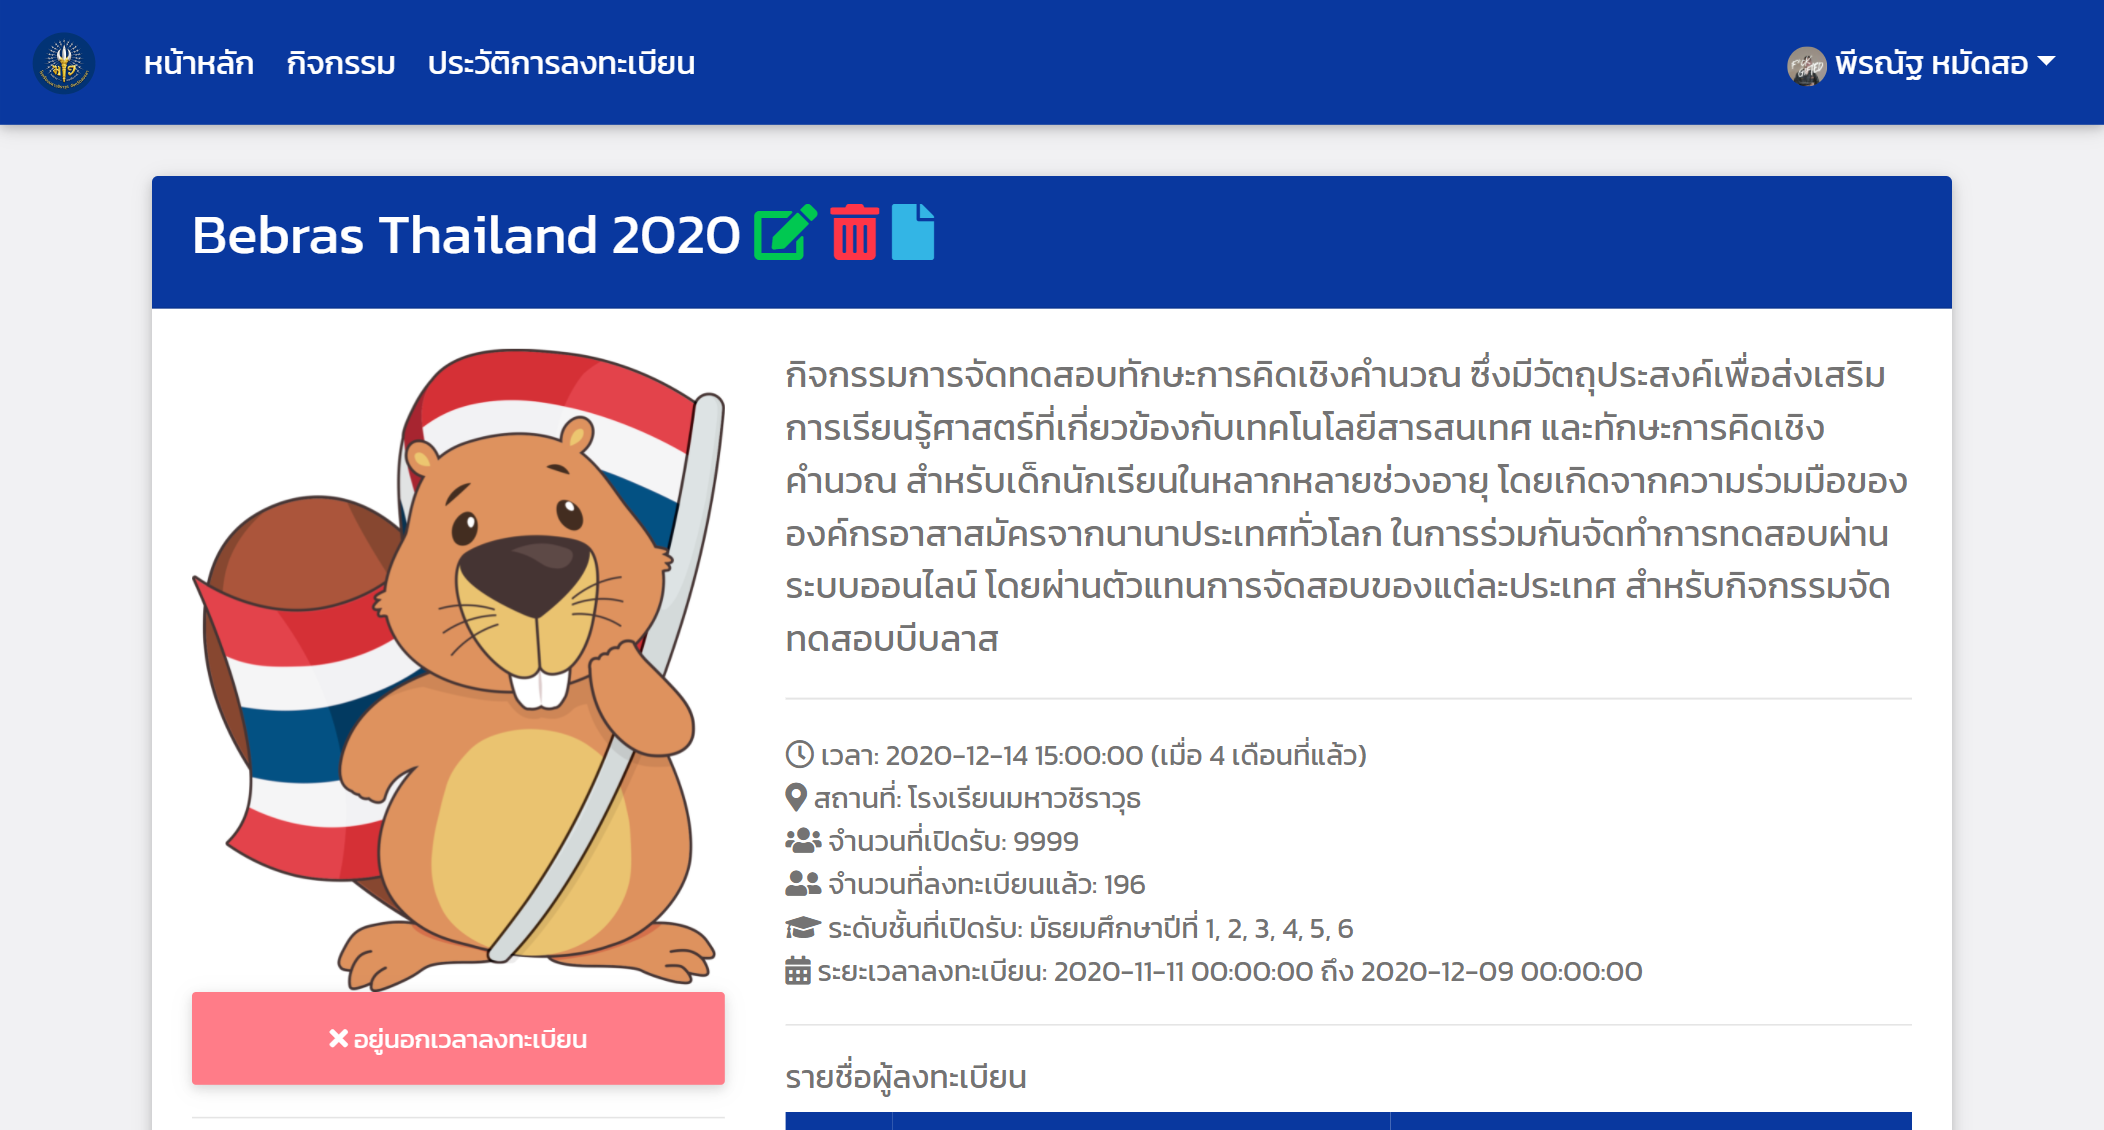 หน้าหลัก กิจกรรม ประวัติการลงทะเบียน พีรณัฐ หมัดสอ
Bebras Thailand 2020
กิจกรรมการจัดทดสอบทักษะการคิดเชิงคำนวณ ซึ่งมีวัตถุประสงค์เพื่อส่งเสริม
การเรียนรู้ศาสตร์ที่เกี่ยวข้องกับเทคโนโลยีสารสนเทศ และทักษะการคิดเชิง
คำนวณ สำหรับเด็กนักเรียนในหลากหลายช่วงอายุ โดยเกิดจากความร่วมมือของ
องค์กรอาสาสมัครจากนานาประเทศทั่วโลก ในการร่วมกันจัดทำการทดสอบผ่าน
ระบบออนไลน์ โดยผ่านตัวแทนการจัดสอบของแต่ละประเทศ สำหรับกิจกรรมจัด
ทดสอบบีบลาส
เวลา: 2020-12-14 15:00:00 (เมื่อ 4 เดือนที่แล้ว)
สถานที่: โรงเรียนมหาวชิราวุธ
จำนวนที่เปิดรับ: 9999
จำนวนที่ลงทะเบียนแล้ว: 196
ระดับชั้นที่เปิดรับ: มัธยมศึกษาปีที่ 1, 2, 3, 4, 5, 6
ระยะเวลาลงทะเบียน: 2020-11-11 00:00:00 ถึง 2020-12-09 00:00:00
อยู่นอกเวลาลงทะเบียน
รายชื่อผู้ลงทะเบียน